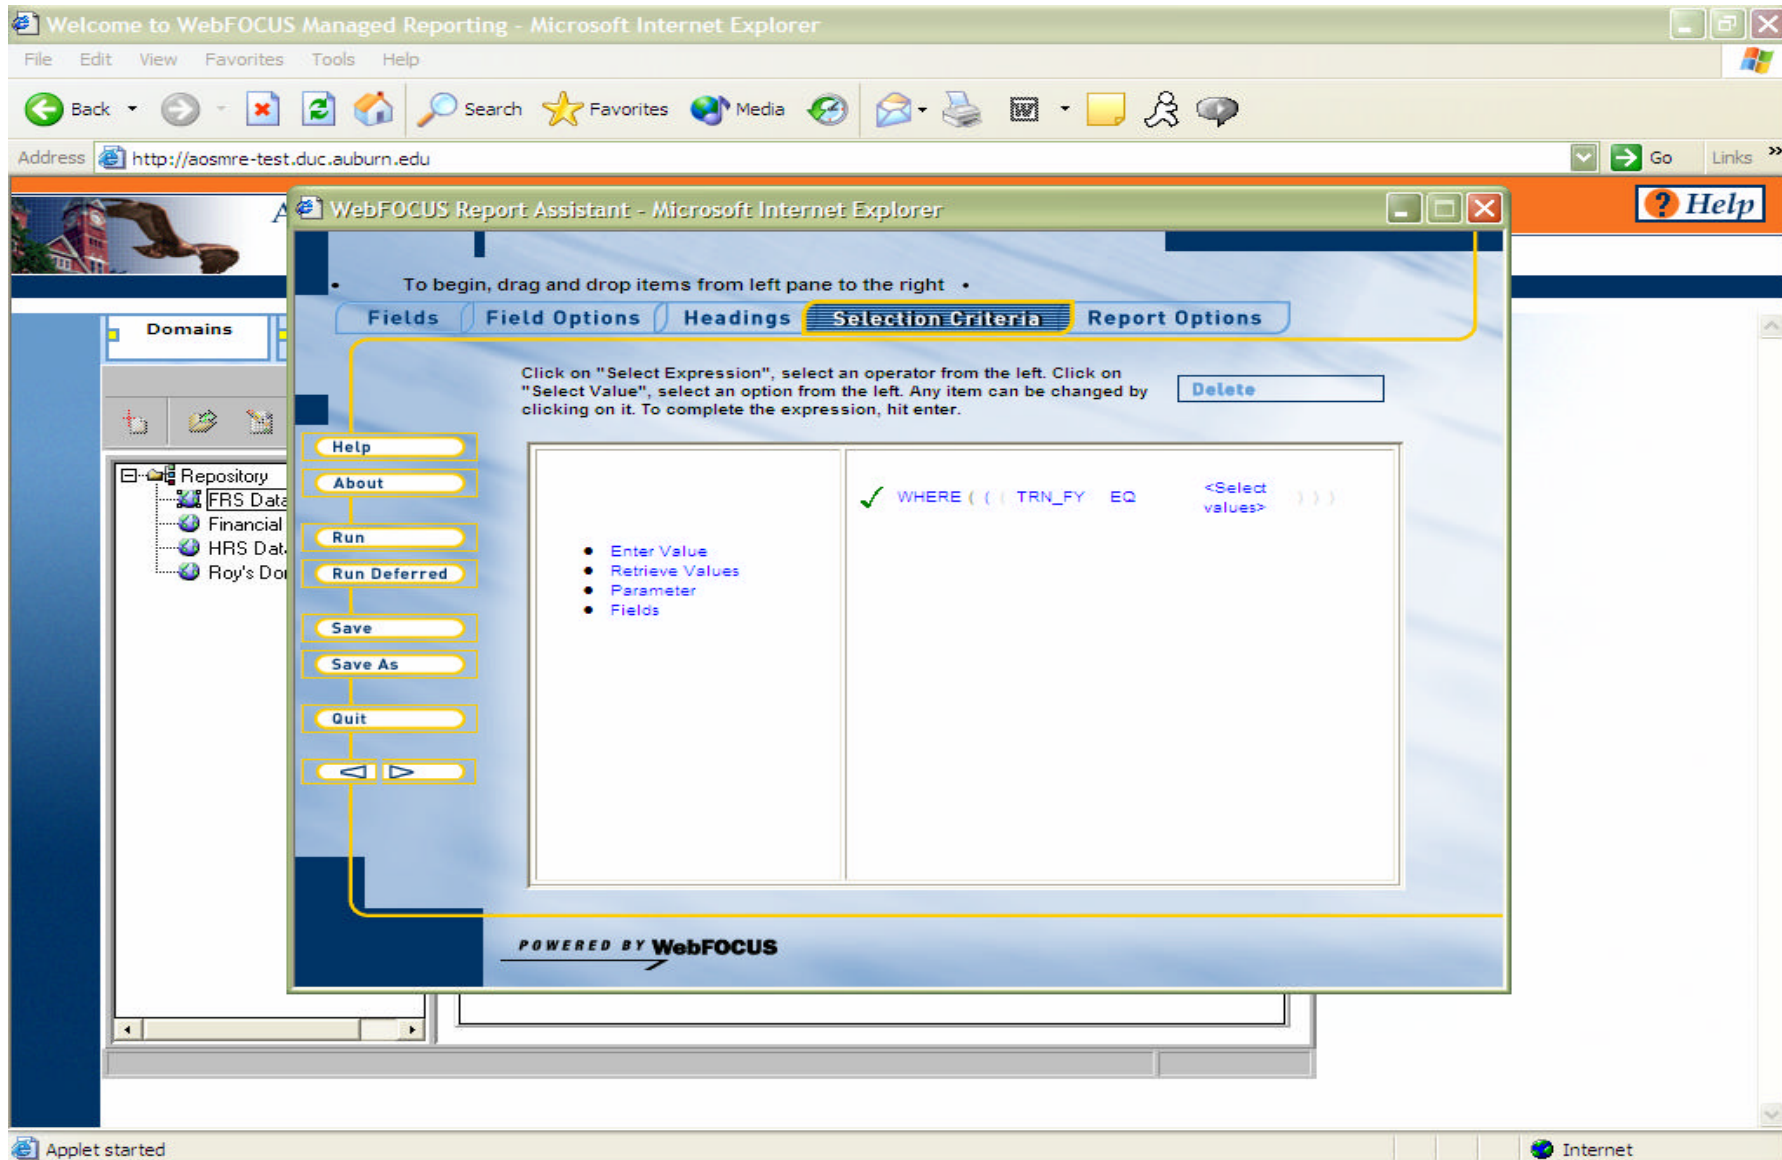 Welcome to WebFOCUS Managed Reporting - Microsoft Internet Explorer
File Edit View Favorites Tools Help
Back Search Favorites Media
Address http://aosmre-test.duc.auburn.edu Go Links »
A
WebFOCUS Report Assistant - Microsoft Internet Explorer
? Help
• To begin, drag and drop items from left pane to the right •
Fields Field Options Headings Selection Criteria Report Options
Domains
Click on "Select Expression", select an operator from the left. Click on
"Select Value", select an option from the left. Any item can be changed by
clicking on it. To complete the expression, hit enter.
Delete
Help
About
Run
Run Deferred
Save
Save As
Quit
Repository
FRS Data
Financial
HRS Dat
Roy's Do
• Enter Value
• Retrieve Values
• Parameter
• Fields
WHERE ( ( ( TRN_FY EQ <Select
values> ) ) )
POWERED BY WebFOCUS
Applet started
Internet